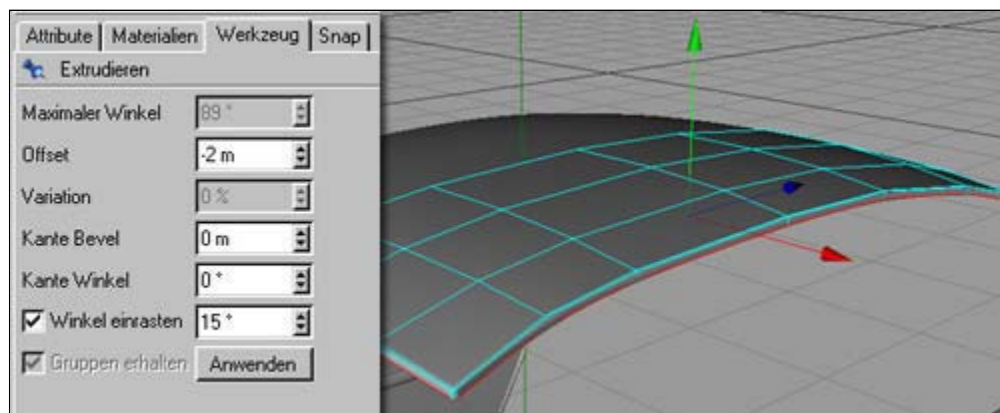 Attribute Materialien Werkzeug Snap
Extrudieren
Maximaler Winkel 89 °
Offset -2 m
Variation 0 %
Kante Bevel 0 m
Kante Winkel 0 °
Winkel einrasten 15 °
Gruppen erhalten Anwenden